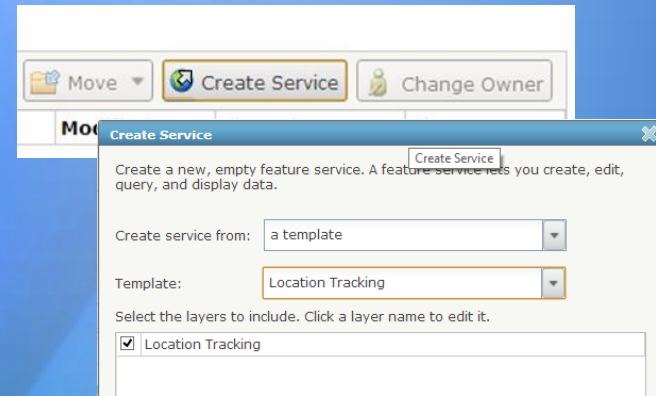 Move
Create Service
Change Owner
Create Service
Create Service
Create a new, empty feature service. A feature service lets you create, edit,
query, and display data.
Create service from:
a template
Template:
Location Tracking
Select the layers to include. Click a layer name to edit it.
Location Tracking